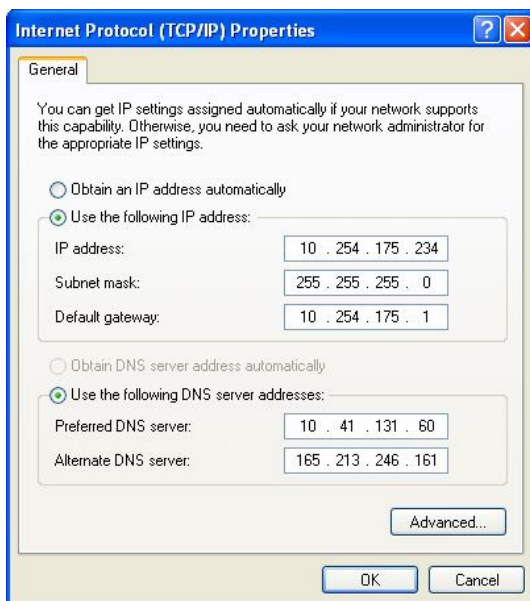 Internet Protocol (TCP/IP) Properties
General
You can get IP settings assigned automatically if your network supports
this capability. Otherwise, you need to ask your network administrator for
the appropriate IP settings.
Obtain an IP address automatically
Use the following IP address:
IP address: 10 . 254 . 175 . 234
Subnet mask: 255 . 255 . 255 . 0
Default gateway: 10 . 254 . 175 . 1
Obtain DNS server address automatically
Use the following DNS server addresses:
Preferred DNS server: 10 . 41 . 131 . 60
Alternate DNS server: 165 . 213 . 246 . 161
Advanced...
OK Cancel